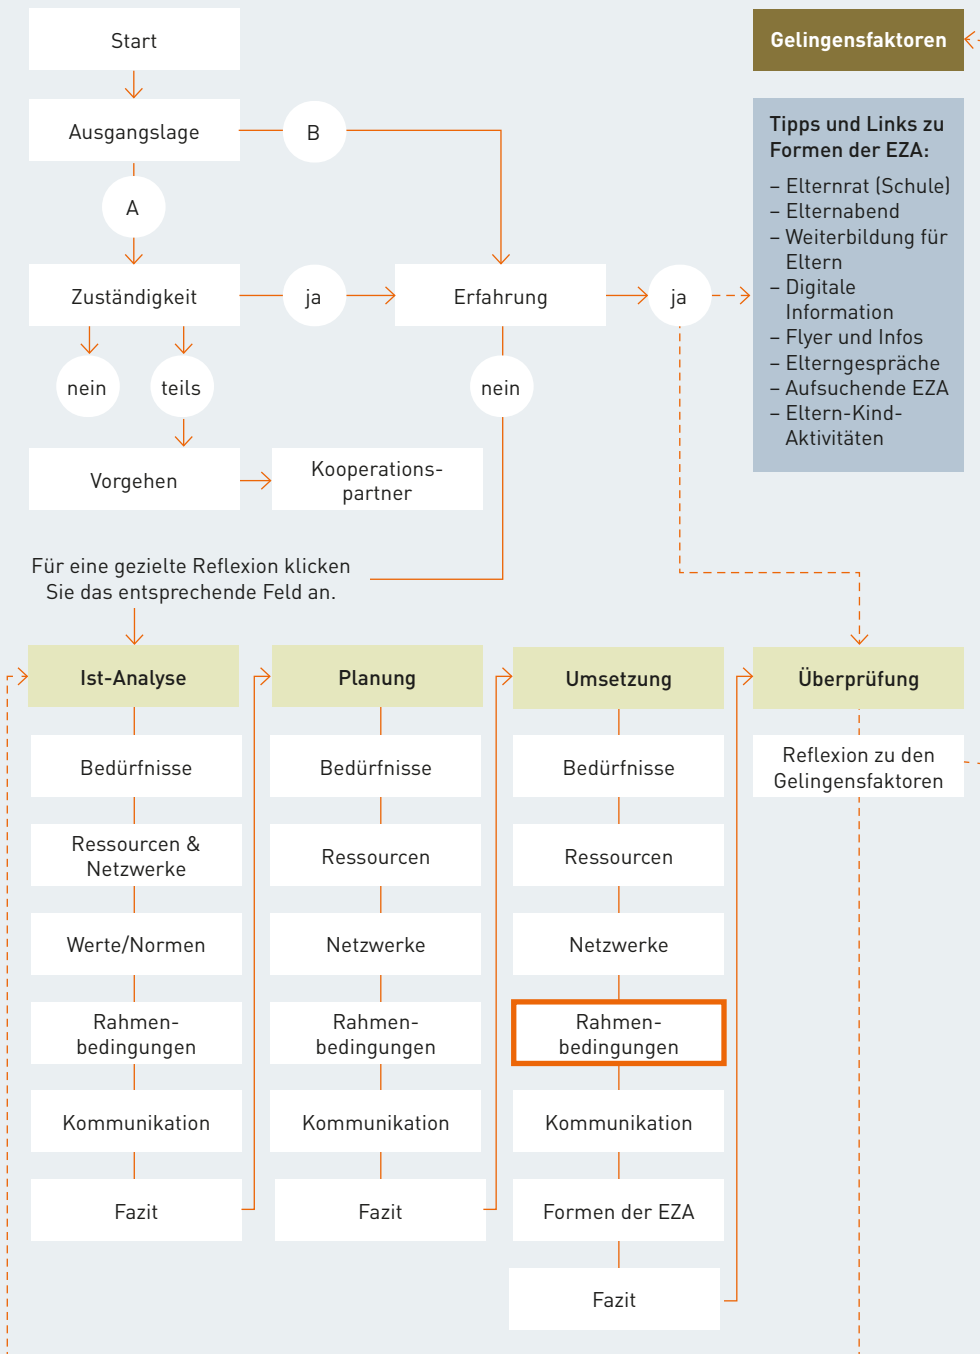 Start
Gelingensfaktoren
Ausgangslage
B
A
Tipps und Links zu
Formen der EZA:
– Elternrat (Schule)
– Elternabend
– Weiterbildung für
Eltern
– Digitale
Information
– Flyer und Infos
– Elterngespräche
– Aufsuchende EZA
– Eltern-Kind-
Aktivitäten
Zuständigkeit
ja
Erfahrung
ja
nein
teils
nein
Vorgehen
Kooperations-
partner
Für eine gezielte Reflexion klicken
Sie das entsprechende Feld an.
Ist-Analyse
Bedürfnisse
Ressourcen &
Netzwerke
Werte/Normen
Rahmen-
bedingungen
Kommunikation
Fazit
Planung
Bedürfnisse
Ressourcen
Netzwerke
Rahmen-
bedingungen
Kommunikation
Fazit
Umsetzung
Bedürfnisse
Ressourcen
Netzwerke
Rahmen-
bedingungen
Kommunikation
Formen der EZA
Fazit
Überprüfung
Reflexion zu den
Gelingensfaktoren